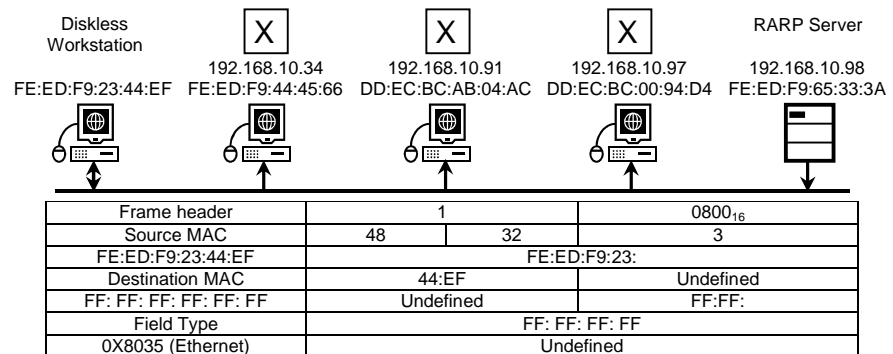 Diskless
Workstation
X
X
X
RARP Server
192.168.10.34
192.168.10.91
192.168.10.97
192.168.10.98
FE:ED:F9:23:44:EF
FE:ED:F9:44:45:66
DD:EC:BC:AB:04:AC
DD:EC:BC:00:94:D4
FE:ED:F9:65:33:3A
Frame header 1 0800₁₆
Source MAC 48 32 3
FE:ED:F9:23:44:EF FE:ED:F9:23:
Destination MAC 44:EF Undefined
FF: FF: FF: FF: FF: FF Undefined FF:FF:
Field Type FF: FF: FF: FF
0X8035 (Ethernet) Undefined